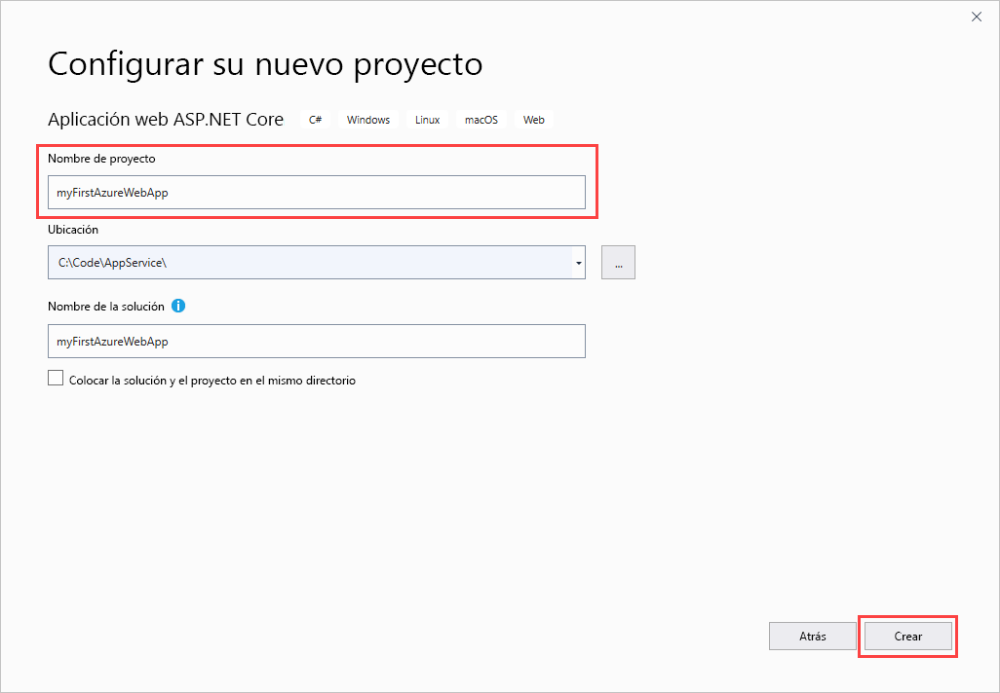 Configurar su nuevo proyecto
Aplicación web ASP.NET Core C# Windows Linux macOS Web
Nombre de proyecto
myFirstAzureWebApp
Ubicación
C:\Code\AppService\
...
Nombre de la solución
myFirstAzureWebApp
Colocar la solución y el proyecto en el mismo directorio
Atrás Crear